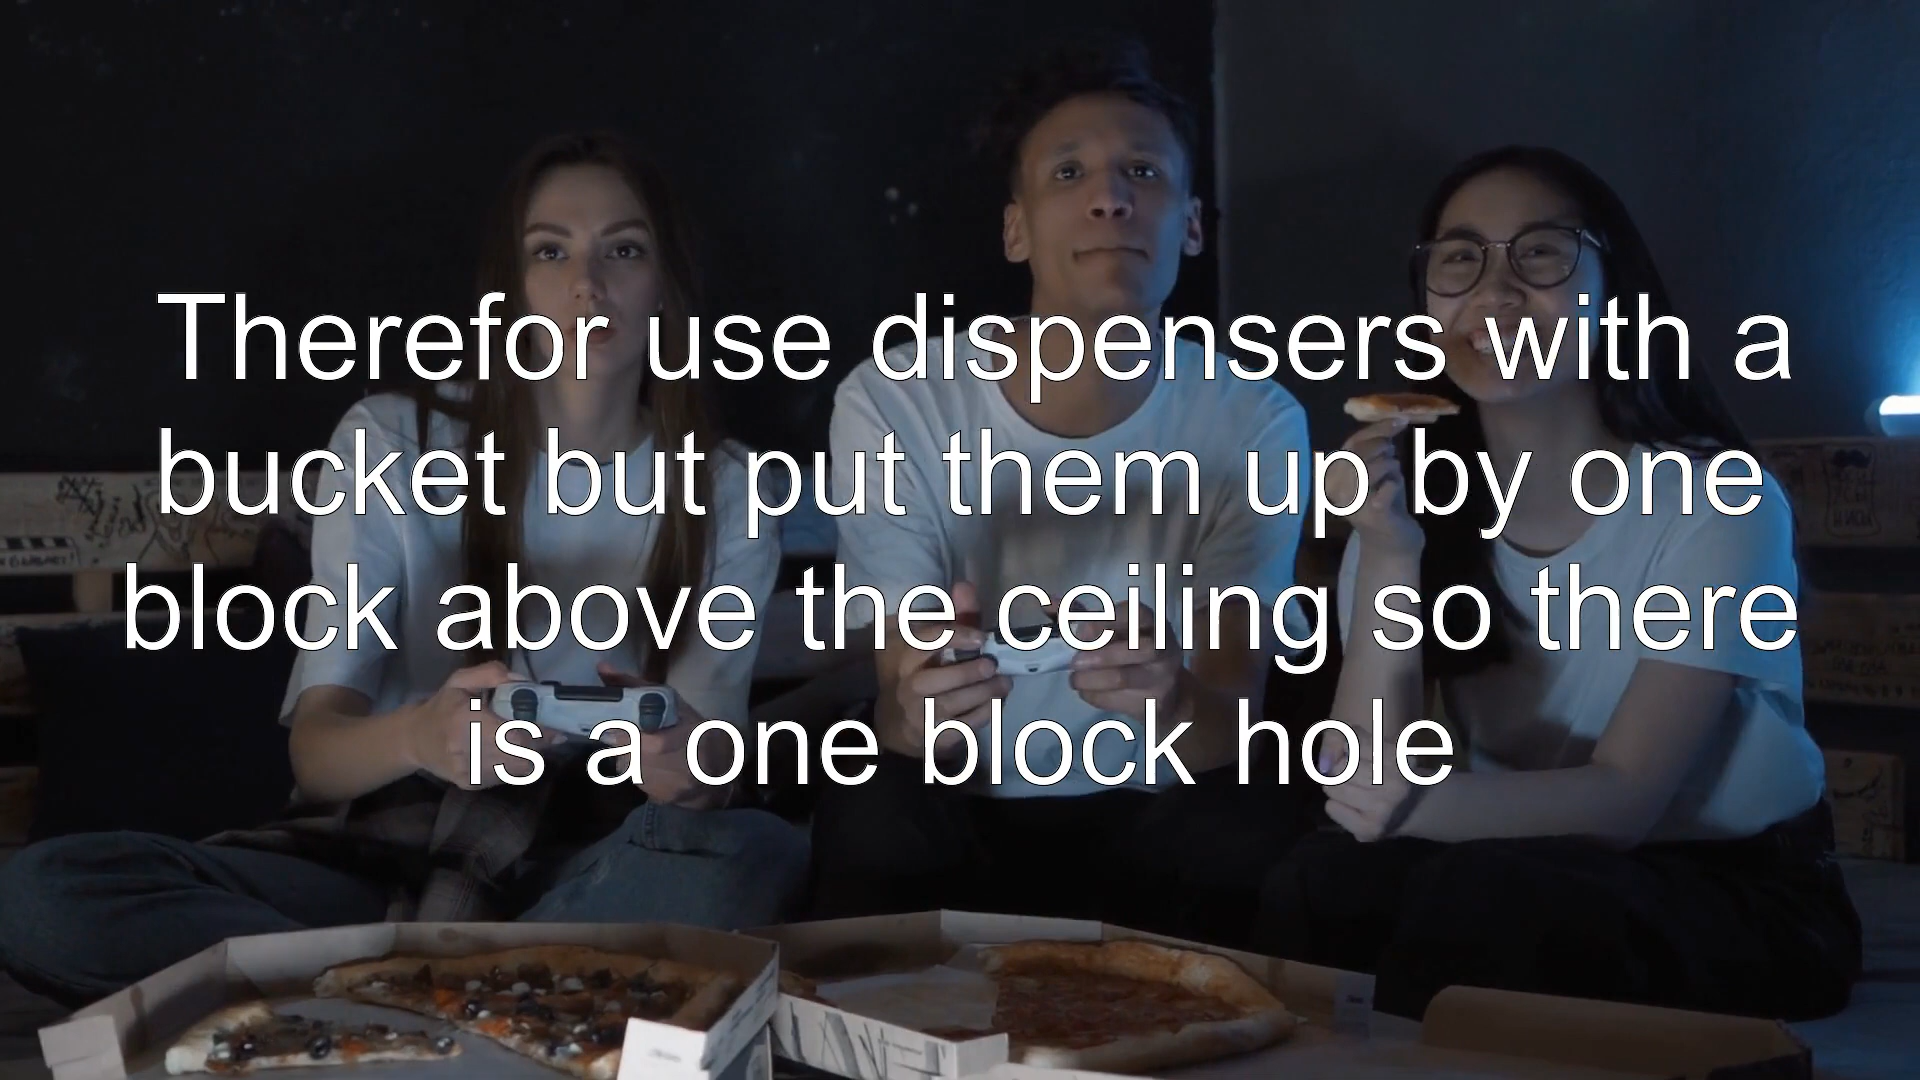 Therefor use dispensers with a
bucket but put them up by one
block above the ceiling so there
is a one block hole